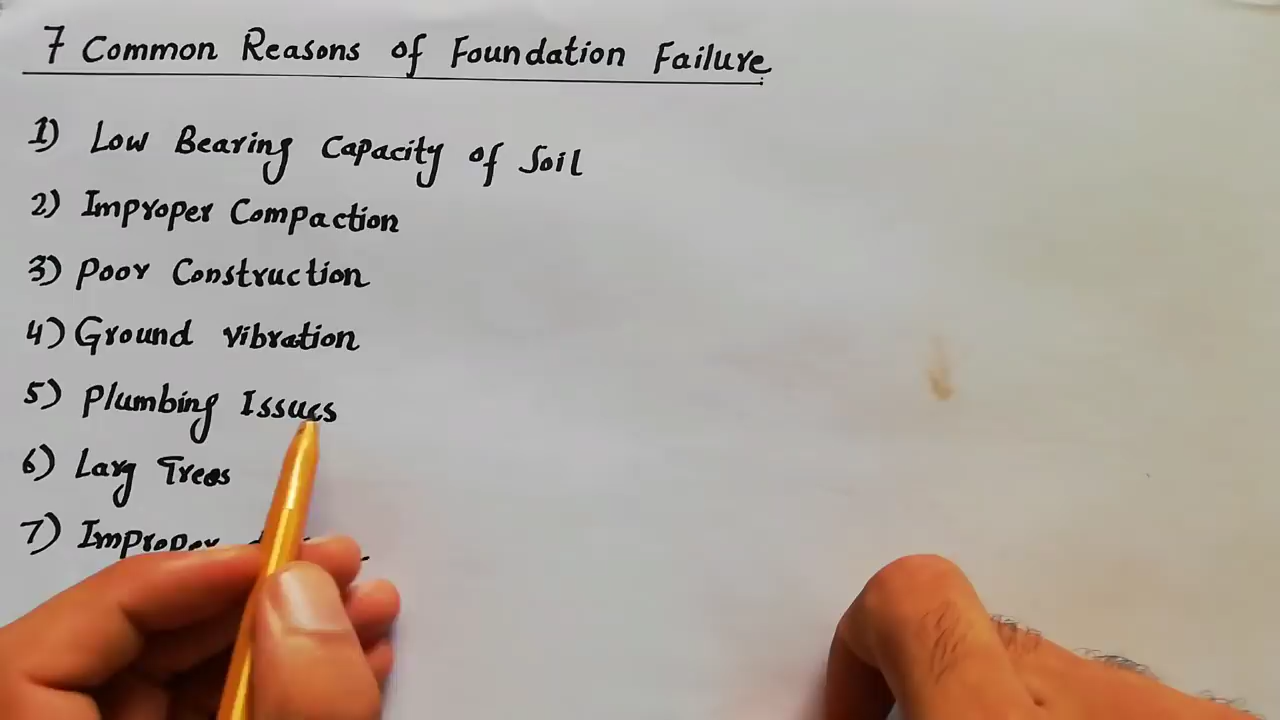 7 Common Reasons of Foundation Failure
1) Low Bearing Capacity of Soil
2) Improper Compaction
3) Poor Construction
4) Ground Vibration
5) Plumbing Issues
6) Larg Trees
7) Improper